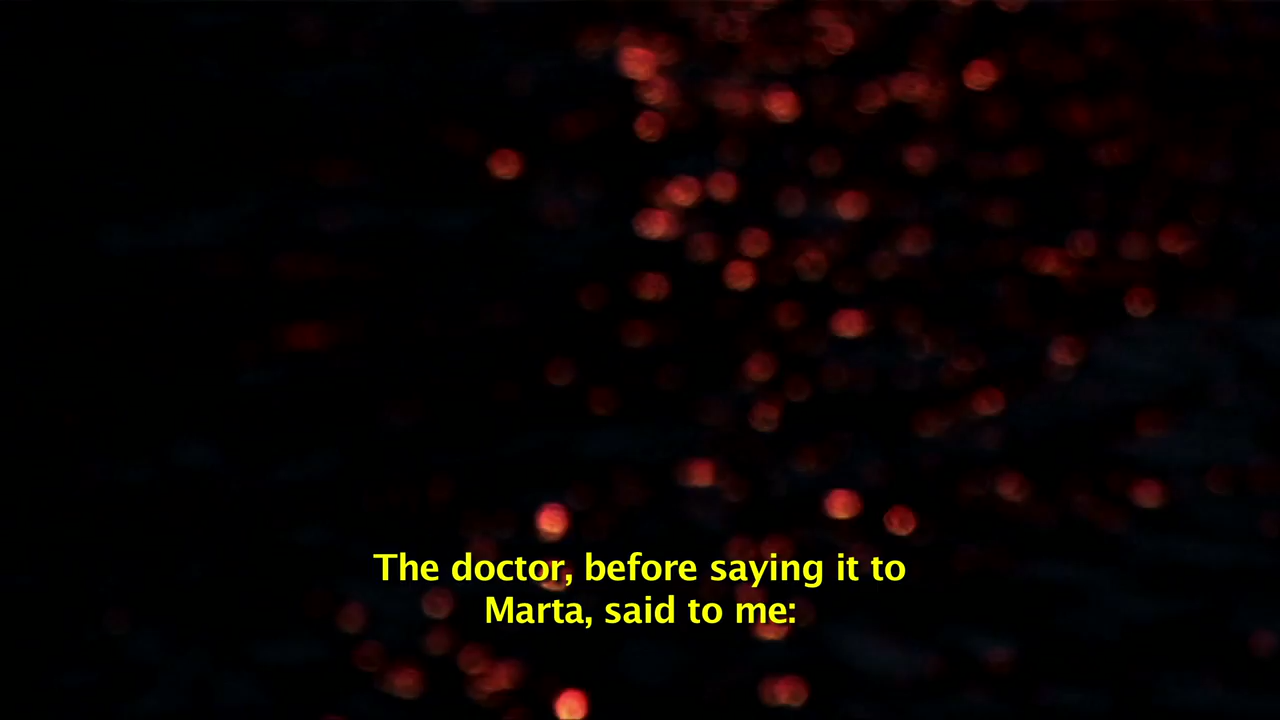 The doctor, before saying it to
Marta, said to me: